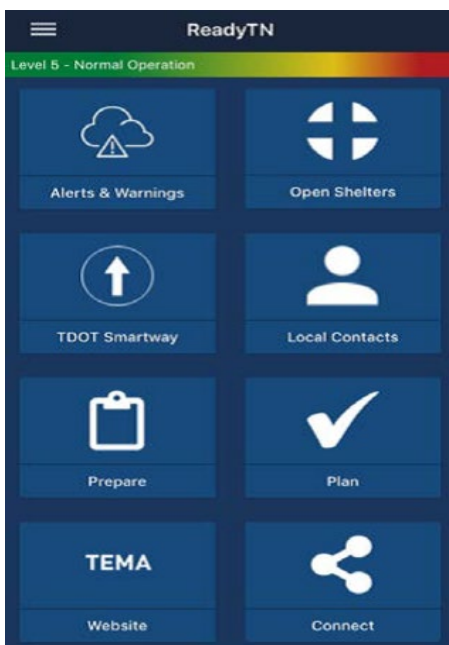 ReadyTN
Level 5 - Normal Operation
Alerts & Warnings
Open Shelters
TDOT Smartway
Local Contacts
Prepare
Plan
TEMA
Website
Connect